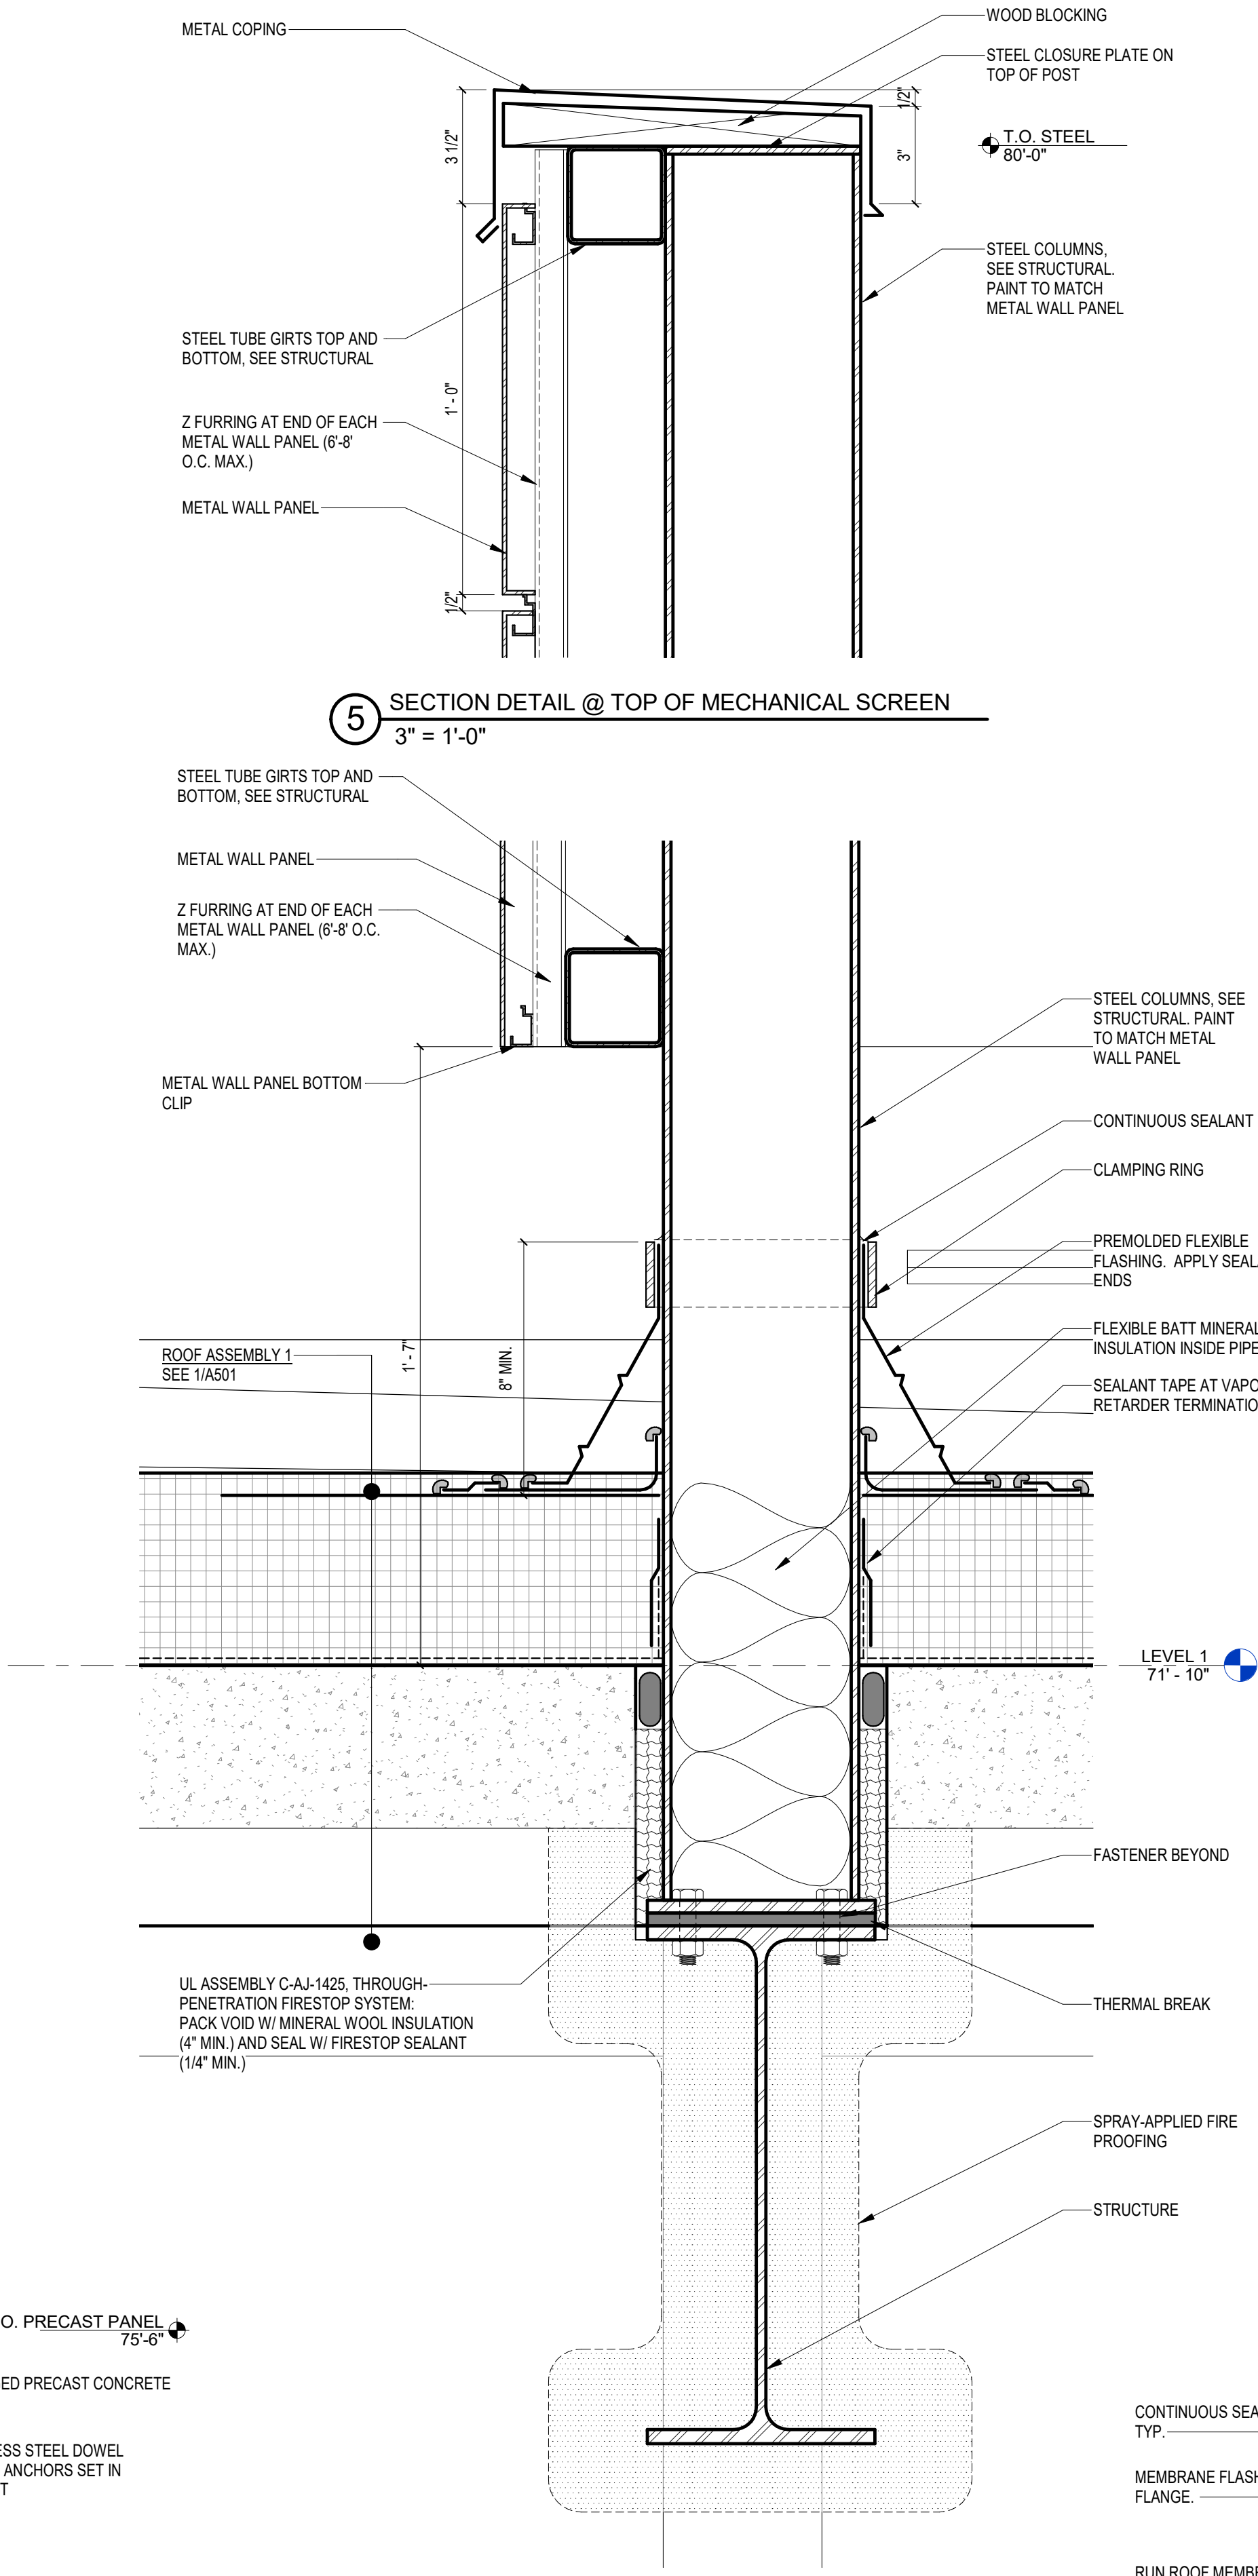 METAL COPING
WOOD BLOCKING
STEEL CLOSURE PLATE ON
TOP OF POST
1/2"
3 1/2"
3"
T.O. STEEL
80'-0"
STEEL COLUMNS,
SEE STRUCTURAL.
PAINT TO MATCH
METAL WALL PANEL
STEEL TUBE GIRTS TOP AND
BOTTOM, SEE STRUCTURAL
1' - 0"
Z FURRING AT END OF EACH
METAL WALL PANEL (6'-8'
O.C. MAX.)
METAL WALL PANEL
1/2"
5
SECTION DETAIL @ TOP OF MECHANICAL SCREEN
3" = 1'-0"
STEEL TUBE GIRTS TOP AND
BOTTOM, SEE STRUCTURAL
METAL WALL PANEL
Z FURRING AT END OF EACH
METAL WALL PANEL (6'-8' O.C.
MAX.)
METAL WALL PANEL BOTTOM
CLIP
STEEL COLUMNS, SEE
STRUCTURAL. PAINT
TO MATCH METAL
WALL PANEL
CONTINUOUS SEALANT
CLAMPING RING
PREMOLDED FLEXIBLE
FLASHING. APPLY SEAL
ENDS
FLEXIBLE BATT MINERAL
INSULATION INSIDE PIPE
SEALANT TAPE AT VAPO
RETARDER TERMINATIO
1' - 7"
8" MIN.
ROOF ASSEMBLY 1
SEE 1/A501
LEVEL 1
71' - 10"
FASTENER BEYOND
UL ASSEMBLY C-AJ-1425, THROUGH-
PENETRATION FIRESTOP SYSTEM:
PACK VOID W/ MINERAL WOOL INSULATION
(4" MIN.) AND SEAL W/ FIRESTOP SEALANT
(1/4" MIN.)
THERMAL BREAK
SPRAY-APPLIED FIRE
PROOFING
STRUCTURE
O. PRECAST PANEL
75'-6"
ED PRECAST CONCRETE
ESS STEEL DOWEL
ANCHORS SET IN
T
CONTINUOUS SEA
TYP.
MEMBRANE FLASH
FLANGE.
RUN ROOF MEMBR